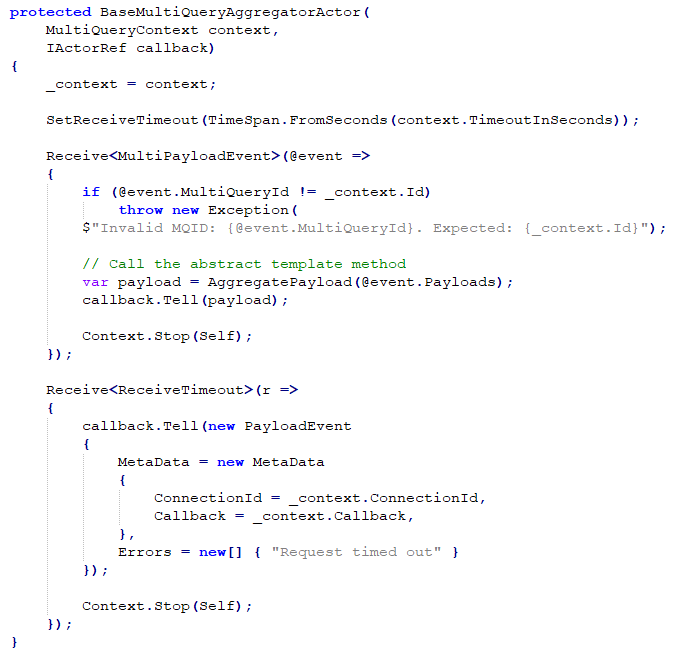 protected BaseMultiQueryAggregatorActor(
    MultiQueryContext context,
    IActorRef callback)
{
    _context = context;

    SetReceiveTimeout(TimeSpan.FromSeconds(context.TimeoutInSeconds));

    Receive<MultiPayloadEvent>(@event =>
    {
        if (@event.MultiQueryId != _context.Id)
            throw new Exception(
        $"Invalid MQID: {@event.MultiQueryId}. Expected: {_context.Id}");

        // Call the abstract template method
        var payload = AggregatePayload(@event.Payloads);
        callback.Tell(payload);

        Context.Stop(Self);
    });

    Receive<ReceiveTimeout>(r =>
    {
        callback.Tell(new PayloadEvent
        {
            MetaData = new MetaData
            {
                ConnectionId = _context.ConnectionId,
                Callback = _context.Callback,
            },
            Errors = new[] { "Request timed out" }
        });

        Context.Stop(Self);
    });
}